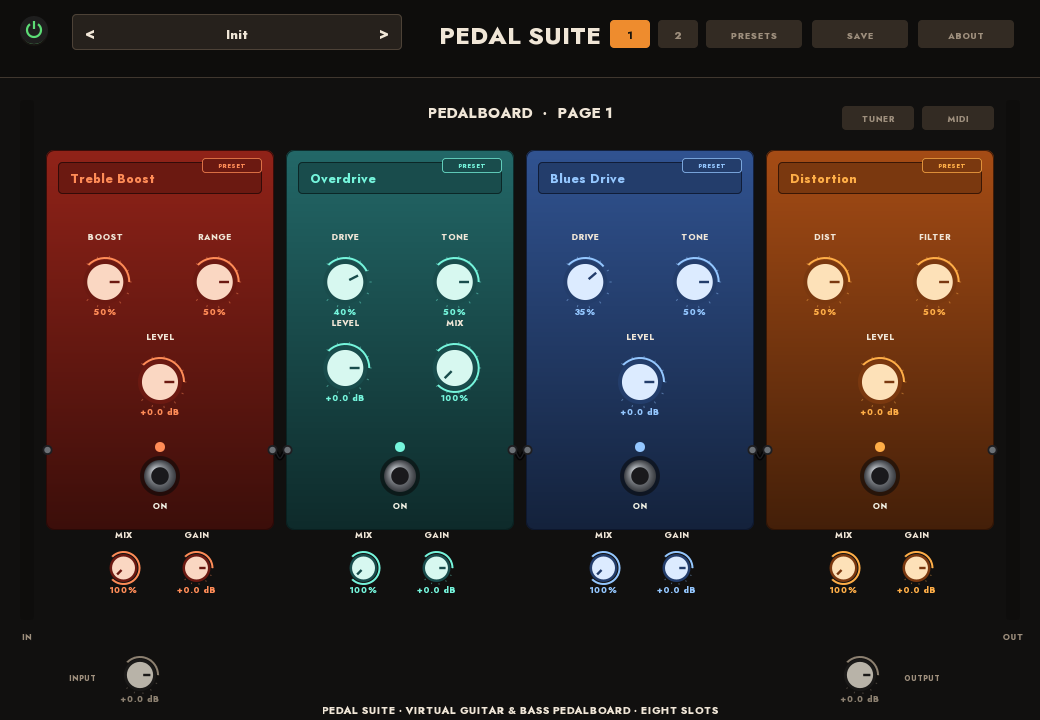 < Init >
PEDAL SUITE
1 2 PRESETS SAVE ABOUT
PEDALBOARD · PAGE 1
TUNER MIDI
PRESET PRESET PRESET PRESET
Treble Boost Overdrive Blues Drive Distortion
BOOST RANGE DRIVE TONE DRIVE TONE DIST FILTER
50% 50% 40% 50% 35% 50% 50% 50%
LEVEL MIX
LEVEL LEVEL LEVEL
+0.0 dB 100%
+0.0 dB +0.0 dB +0.0 dB
ON ON ON ON
MIX GAIN MIX GAIN MIX GAIN MIX GAIN
100% +0.0 dB 100% +0.0 dB 100% +0.0 dB 100% +0.0 dB
IN OUT
INPUT OUTPUT
+0.0 dB +0.0 dB
PEDAL SUITE · VIRTUAL GUITAR & BASS PEDALBOARD · EIGHT SLOTS